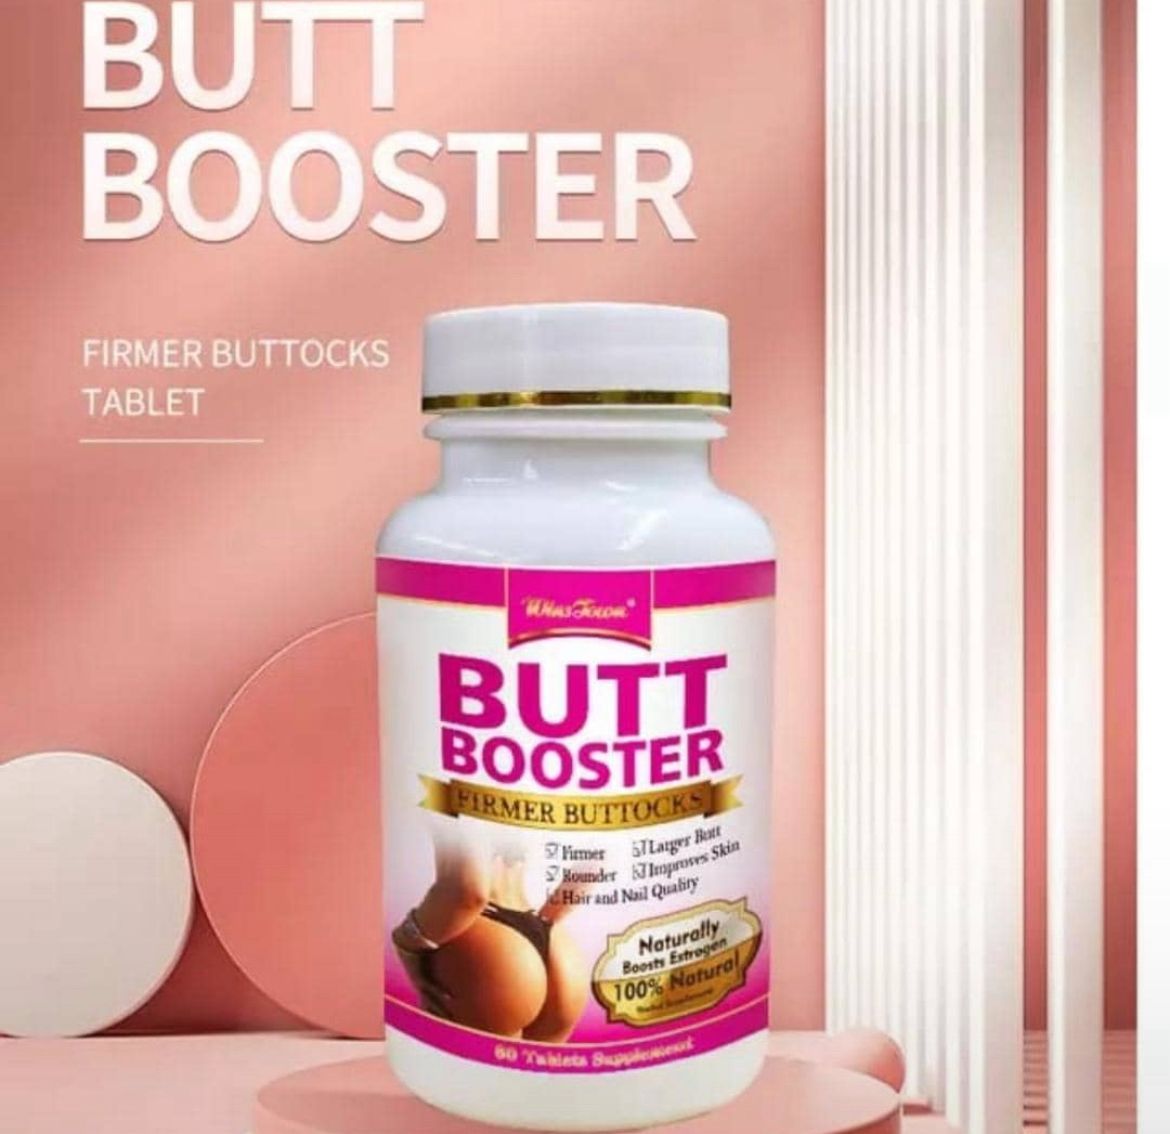 BUTT
BOOSTER
FIRMER BUTTOCKS
TABLET
WinsTown®
BUTT
BOOSTER
FIRMER BUTTOCKS
Firmer
Larger Butt
Rounder
Improves Skin
Hair and Nail Quality
Naturally
Boosts Estrogen
100% Natural
60 Tablets Supplement